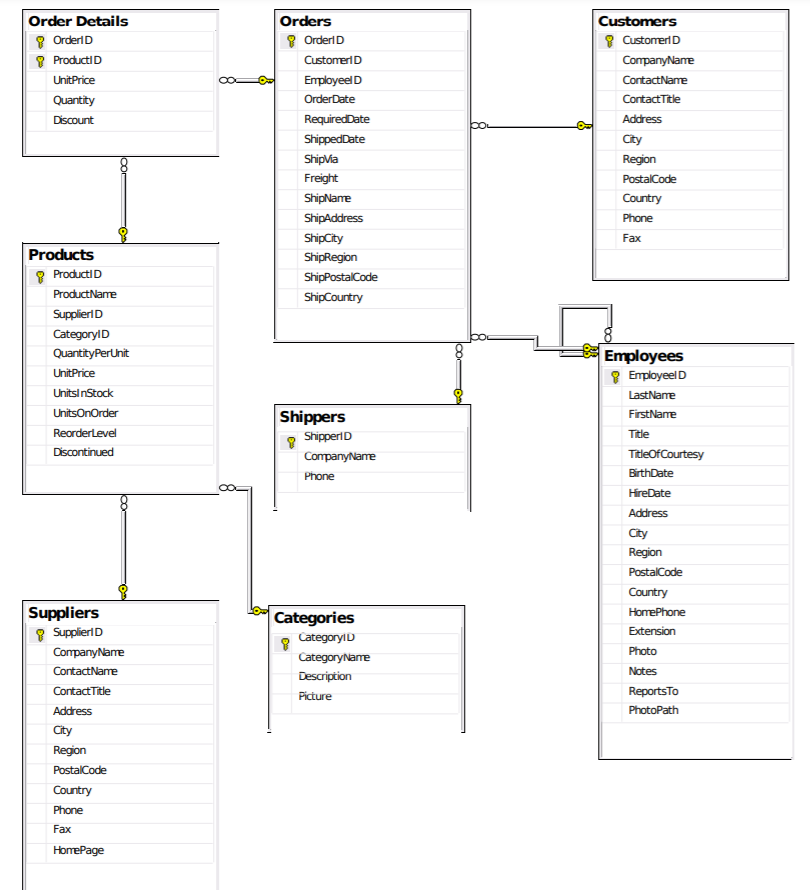 Order Details
OrderID
ProductID
UnitPrice
Quantity
Discount
Orders
OrderID
CustomerID
EmployeeID
OrderDate
RequiredDate
ShippedDate
ShipVia
Freight
ShipName
ShipAddress
ShipCity
ShipRegion
ShipPostalCode
ShipCountry
Customers
CustomerID
CompanyName
ContactName
ContactTitle
Address
City
Region
PostalCode
Country
Phone
Fax
Products
ProductID
ProductName
SupplierID
CategoryID
QuantityPerUnit
UnitPrice
UnitsInStock
UnitsOnOrder
ReorderLevel
Discontinued
Shippers
ShipperID
CompanyName
Phone
Employees
EmployeeID
LastName
FirstName
Title
TitleOfCourtesy
BirthDate
HireDate
Address
City
Region
PostalCode
Country
HomePhone
Extension
Photo
Notes
ReportsTo
PhotoPath
Suppliers
SupplierID
CompanyName
ContactName
ContactTitle
Address
City
Region
PostalCode
Country
Phone
Fax
HomePage
Categories
CategoryID
CategoryName
Description
Picture